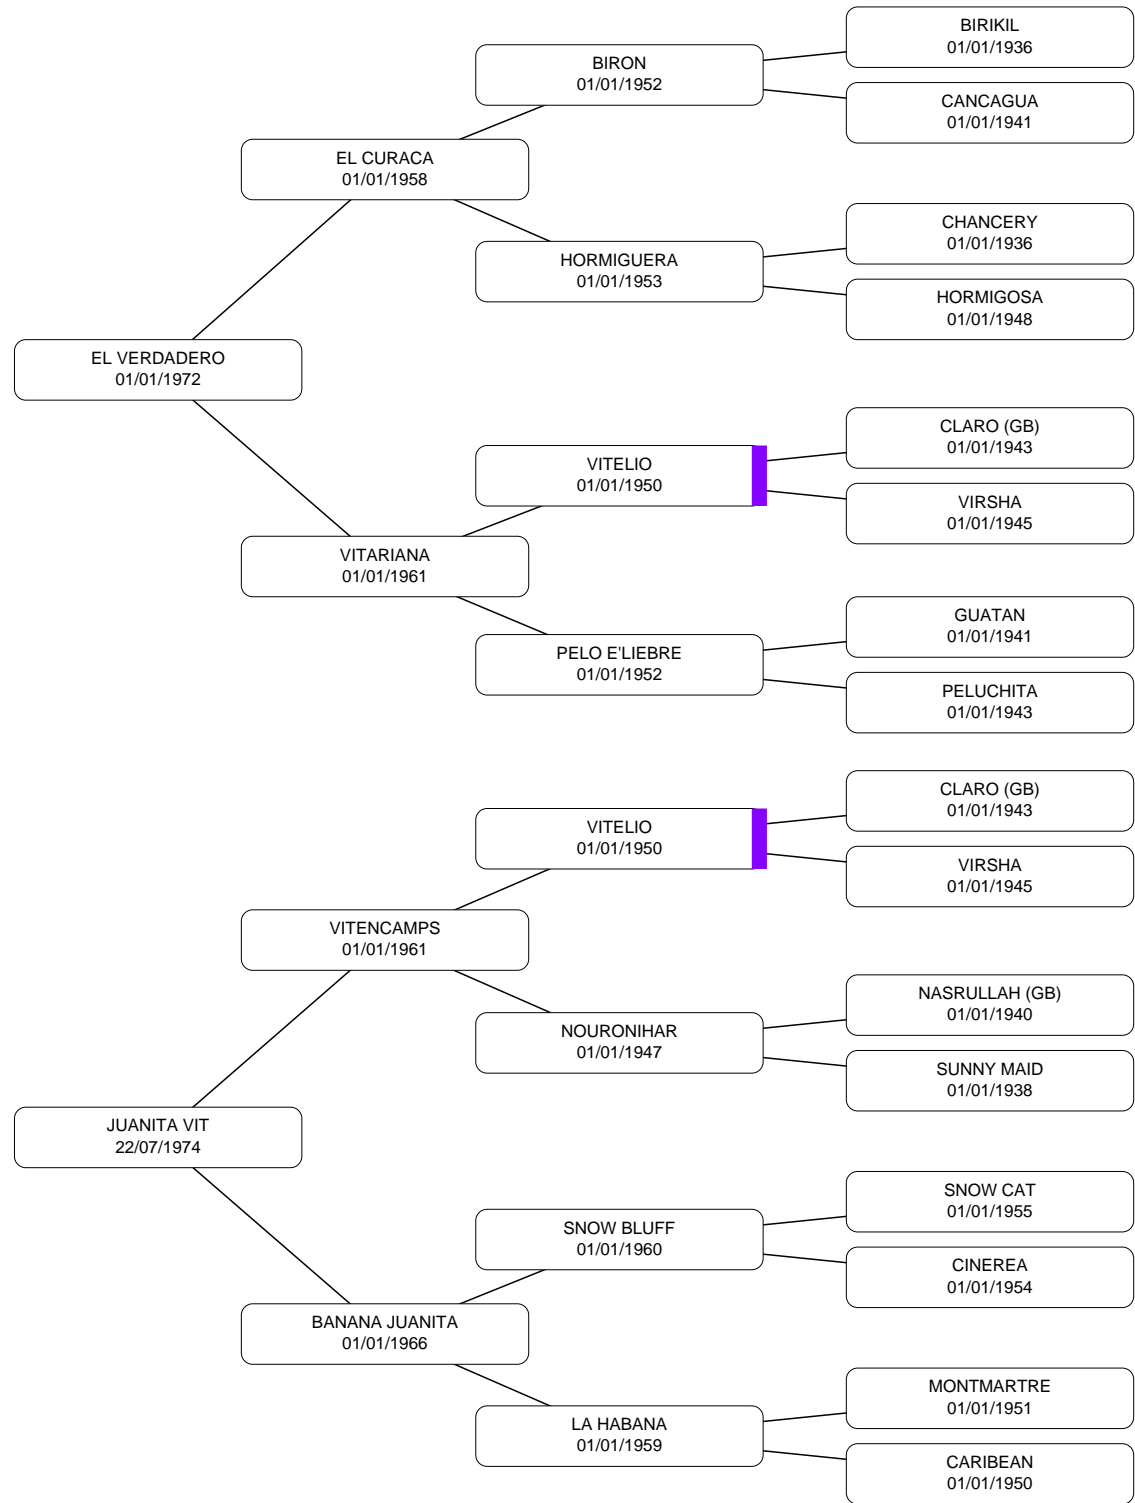 BIRIKIL
01/01/1936
BIRON
01/01/1952
CANCAGUA
01/01/1941
EL CURACA
01/01/1958
CHANCERY
01/01/1936
HORMIGUERA
01/01/1953
HORMIGOSA
01/01/1948
EL VERDADERO
01/01/1972
CLARO (GB)
01/01/1943
VITELIO
01/01/1950
VIRSHA
01/01/1945
VITARIANA
01/01/1961
GUATAN
01/01/1941
PELO E'LIEBRE
01/01/1952
PELUCHITA
01/01/1943
CLARO (GB)
01/01/1943
VITELIO
01/01/1950
VIRSHA
01/01/1945
VITENCAMPS
01/01/1961
NASRULLAH (GB)
01/01/1940
NOURONIHAR
01/01/1947
SUNNY MAID
01/01/1938
JUANITA VIT
22/07/1974
SNOW CAT
01/01/1955
SNOW BLUFF
01/01/1960
CINEREA
01/01/1954
BANANA JUANITA
01/01/1966
MONTMARTRE
01/01/1951
LA HABANA
01/01/1959
CARIBEAN
01/01/1950